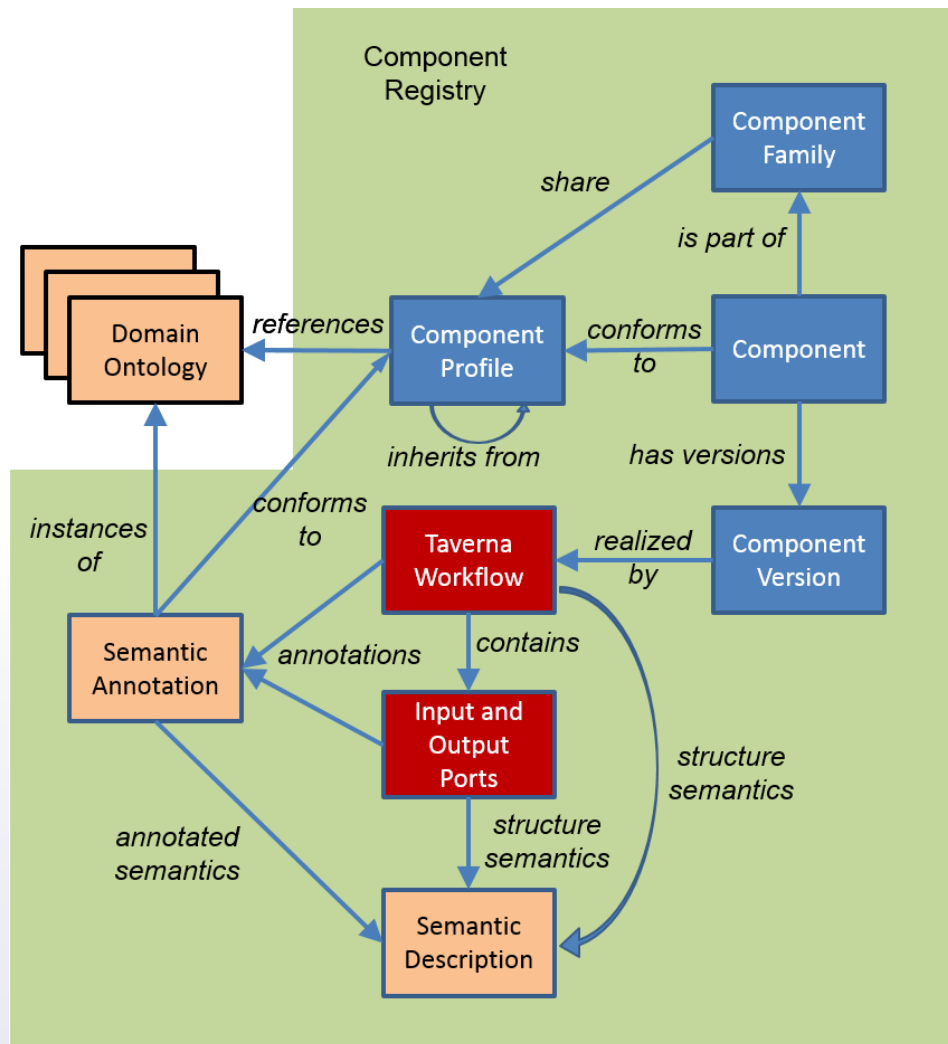 Component
Registry
Component
Family
share
is part of
Domain
Ontology
references
Component
Profile
conforms
to
Component
inherits from
has versions
instances
of
conforms
to
Taverna
Workflow
realized
by
Component
Version
Semantic
Annotation
annotations
contains
Input and
Output
Ports
structure
semantics
annotated
semantics
structure
semantics
Semantic
Description